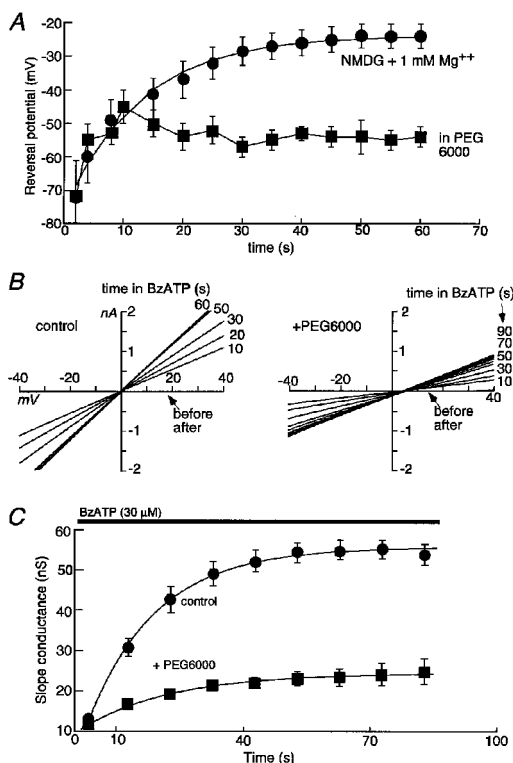 A
Reversal potential (mV)
-20
-30
-40
-50
-60
-70
-80
NMDG + 1 mM Mg++
in PEG
6000
0 10 20 30 40 50 60 70
time (s)
B
time in BzATP (s)
60 50
30
20
10
control
nA
2
1
-40 -20 20 40
mV
before
after
-1
-2
time in BzATP (s)
90
70
50
30
10
+PEG6000
2
1
-40 -20 20 40
before
after
-1
-2
C
BzATP (30 µM)
Slope conductance (nS)
60
50
40
30
20
10
control
+ PEG6000
10 40 70 100
Time (s)